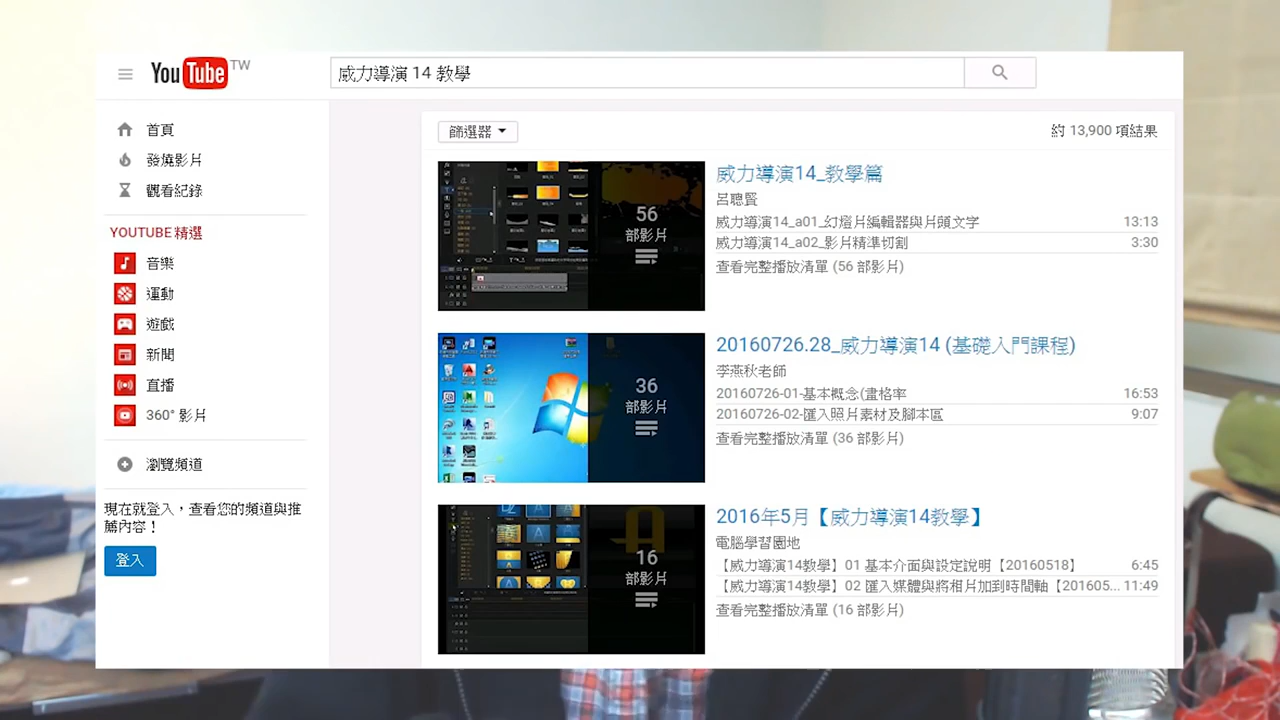 YouTube TW
威力導演 14 教學
首頁
發燒影片
觀看紀錄
YOUTUBE 精選
音樂
運動
遊戲
新聞
直播
360° 影片
瀏覽頻道
現在就登入，查看您的頻道與推
薦內容！
登入
篩選器
約 13,900 項結果
56
部影片
威力導演14_教學篇
呂聰賢
威力導演14_a01_幻燈片編輯器與片頭文字 13:13
威力導演14_a02_影片精準切割 3:30
查看完整播放清單 (56 部影片)
36
部影片
20160726.28_威力導演14 (基礎入門課程)
李燕秋老師
20160726-01-基本概念(畫格率 16:53
20160726-02-匯入照片素材及腳本區 9:07
查看完整播放清單 (36 部影片)
16
部影片
2016年5月【威力導演14教學】
電腦學習園地
【威力導演14教學】01 基本介面與設定說明【20160518】 6:45
【威力導演14教學】02 匯入媒體與將相片加到時間軸【201605... 11:49
查看完整播放清單 (16 部影片)